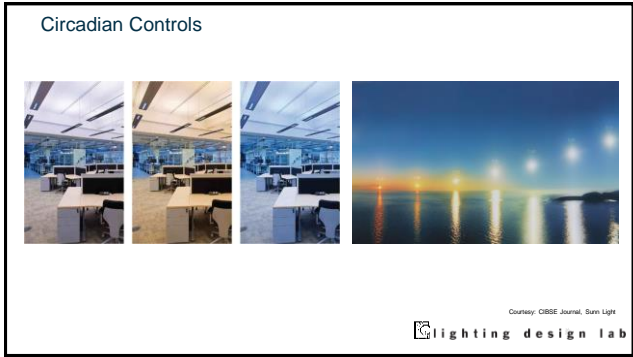 Circadian Controls
Courtesy: CIBSE Journal, Sunn Light
lighting design lab